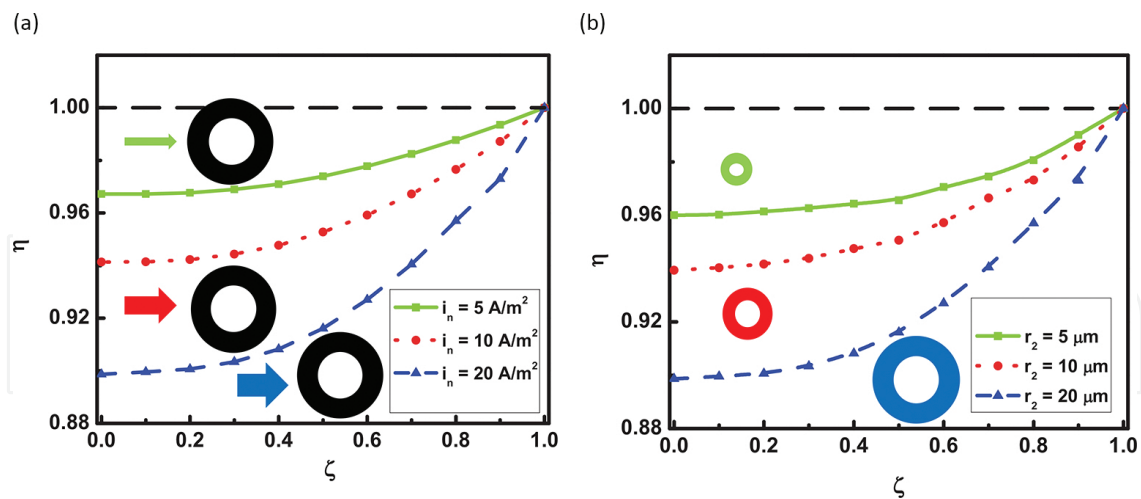 (a)
1.00
0.96
0.92
0.88
η
iₙ = 5 A/m²
iₙ = 10 A/m²
iₙ = 20 A/m²
0.0 0.2 0.4 0.6 0.8 1.0
ζ
(b)
1.00
0.96
0.92
0.88
η
r₂ = 5 μm
r₂ = 10 μm
r₂ = 20 μm
0.0 0.2 0.4 0.6 0.8 1.0
ζ